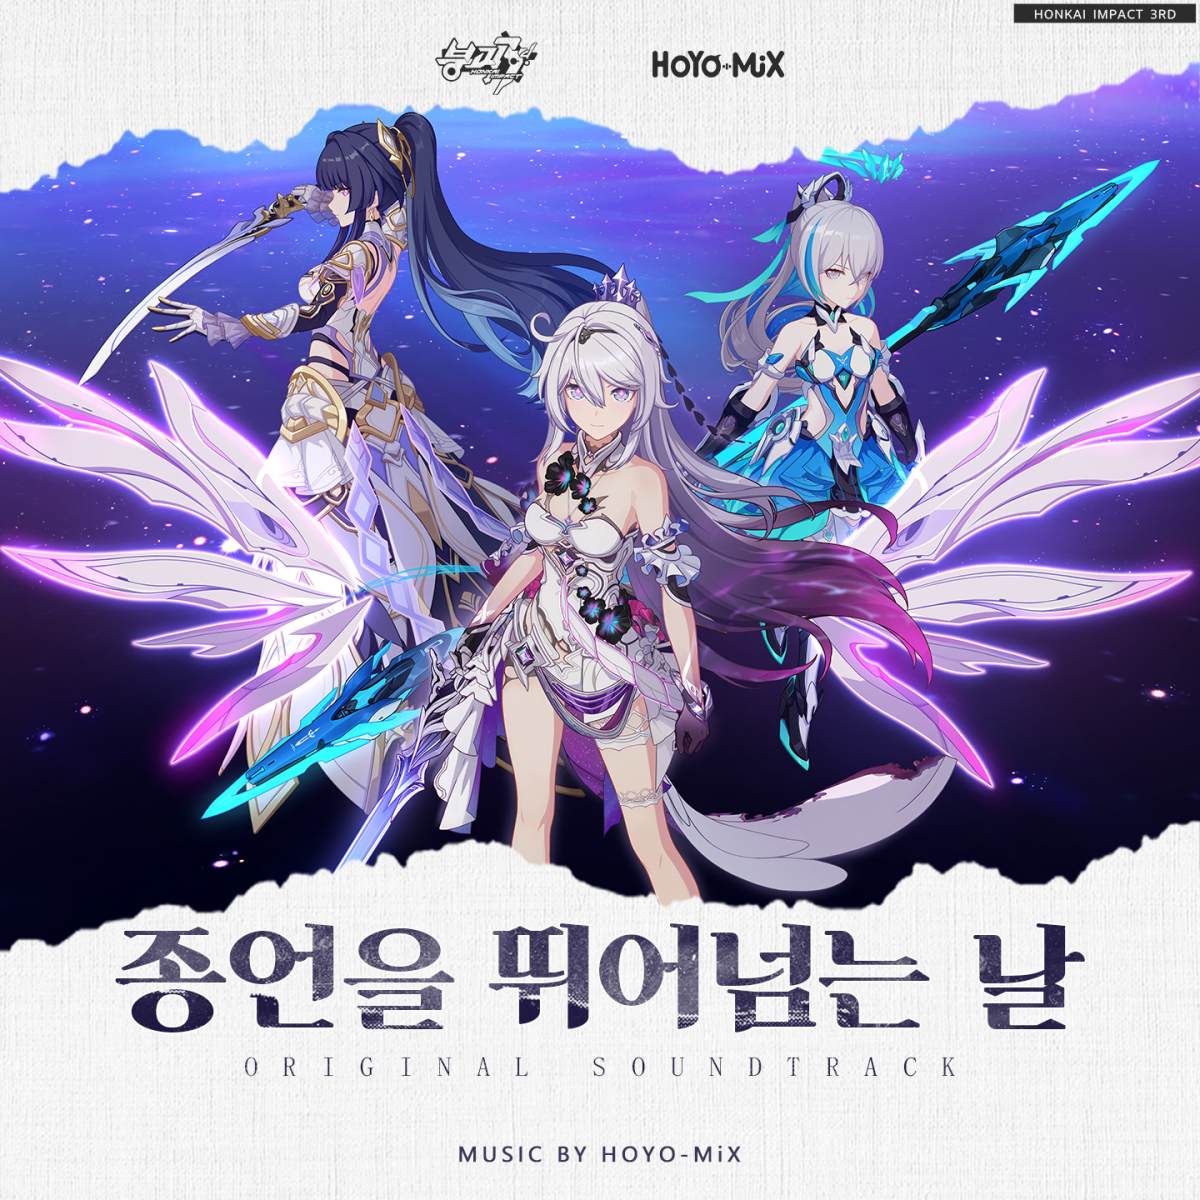 HONKAI IMPACT 3RD
붕괴3rd
HONKAI
IMPACT
HOYO-MiX
종언을 뛰어넘는 날
ORIGINAL SOUNDTRACK
MUSIC BY HOYO-MiX